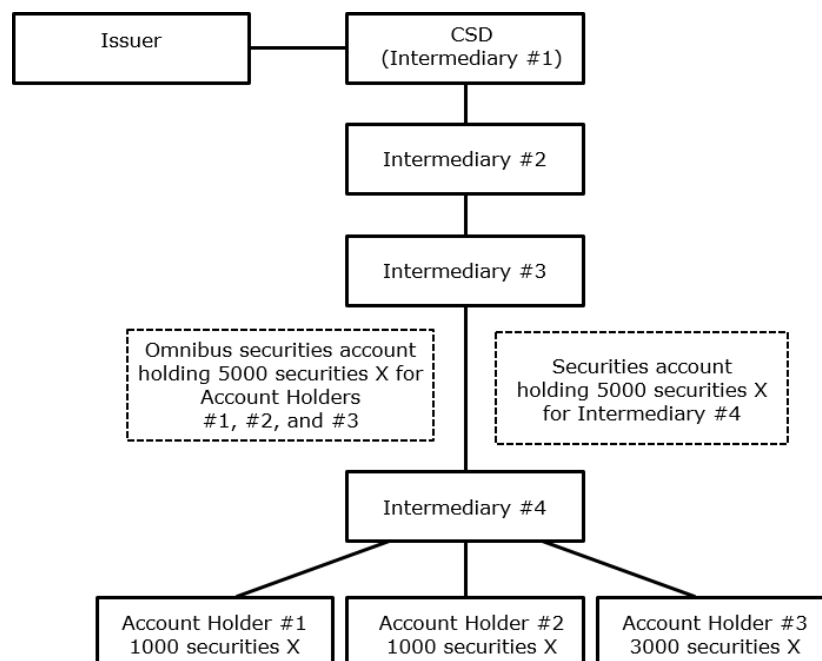 Issuer
CSD
(Intermediary #1)
Intermediary #2
Intermediary #3
Omnibus securities account
holding 5000 securities X for
Account Holders
#1, #2, and #3
Securities account
holding 5000 securities X
for Intermediary #4
Intermediary #4
Account Holder #1
1000 securities X
Account Holder #2
1000 securities X
Account Holder #3
3000 securities X